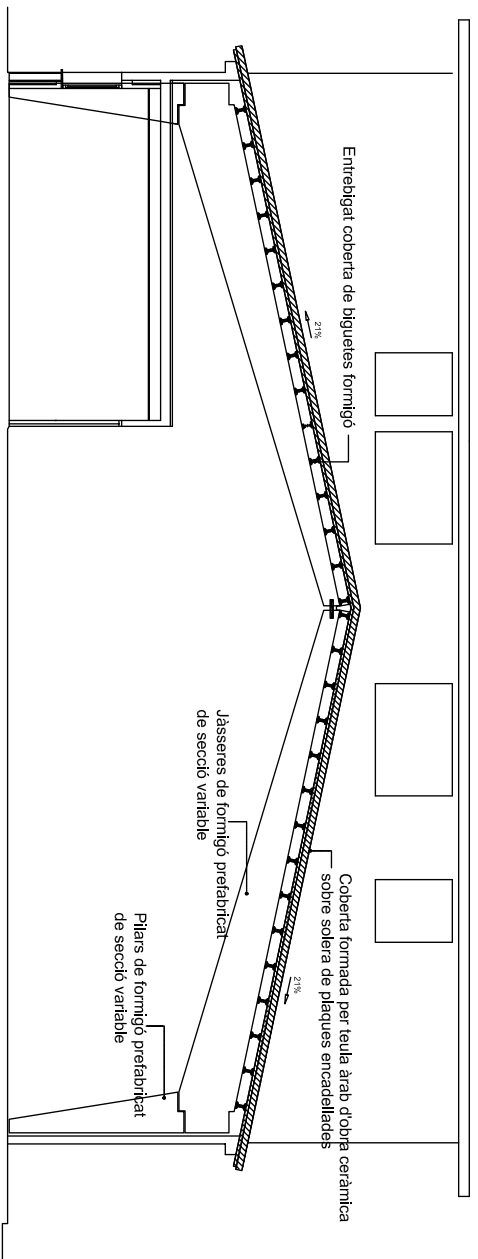 Entrebigat coberta de biguetes formigó
21%
Coberta formada per teula àrab d'obra ceràmica
sobre solera de plaques encadellades
21%
Jàsseres de formigó prefabricat
de secció variable
Pilars de formigó prefabricat
de secció variable